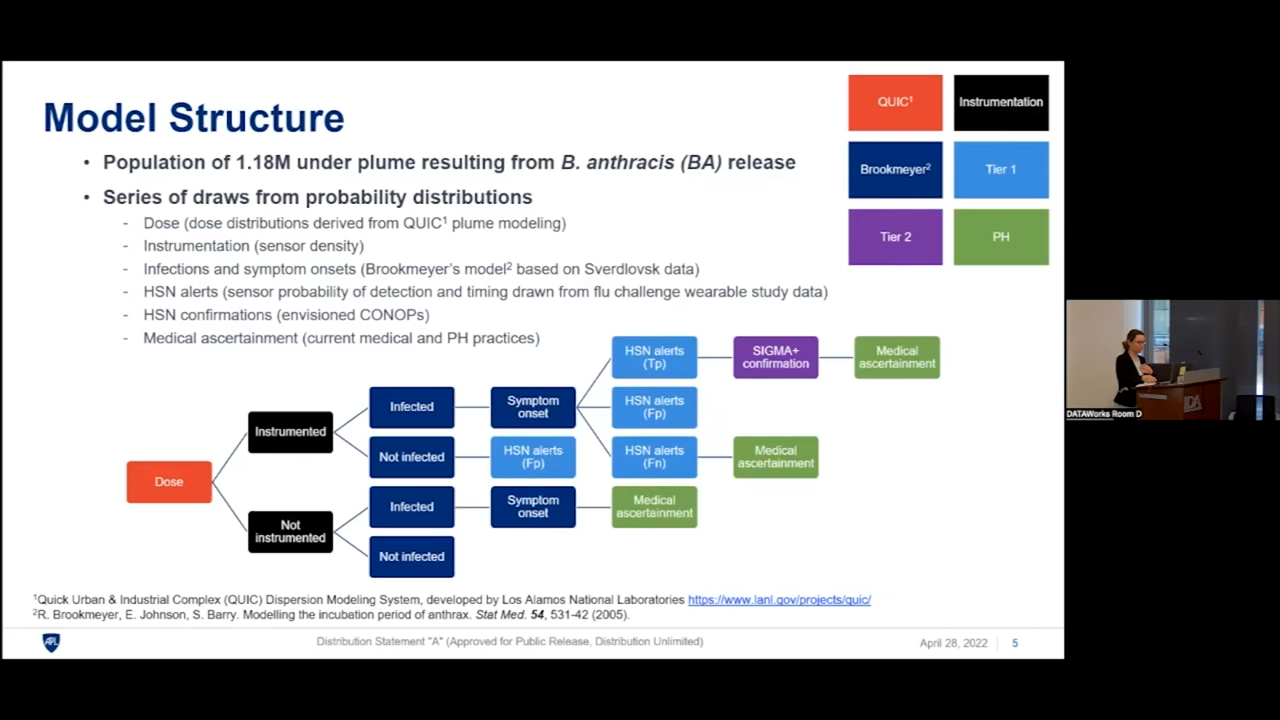 Model Structure
• Population of 1.18M under plume resulting from B. anthracis (BA) release
• Series of draws from probability distributions
- Dose (dose distributions derived from QUIC¹ plume modeling)
- Instrumentation (sensor density)
- Infections and symptom onsets (Brookmeyer's model² based on Sverdlovsk data)
- HSN alerts (sensor probability of detection and timing drawn from flu challenge wearable study data)
- HSN confirmations (envisioned CONOPs)
- Medical ascertainment (current medical and PH practices)
QUIC¹
Instrumentation
Brookmeyer²
Tier 1
Tier 2
PH
Dose
Instrumented
Not
instrumented
Infected
Not infected
Infected
Not infected
Symptom
onset
HSN alerts
(Fp)
Symptom
onset
HSN alerts
(Tp)
HSN alerts
(Fp)
HSN alerts
(Fn)
Medical
ascertainment
SIGMA+
confirmation
Medical
ascertainment
Medical
ascertainment
¹Quick Urban & Industrial Complex (QUIC) Dispersion Modeling System, developed by Los Alamos National Laboratories https://www.lanl.gov/projects/quic/
²R. Brookmeyer, E. Johnson, S. Barry. Modelling the incubation period of anthrax. Stat Med. 54, 531-42 (2005).
APL
Distribution Statement "A" (Approved for Public Release, Distribution Unlimited)
April 28, 2022
5
IDA
DATAWorks Room D